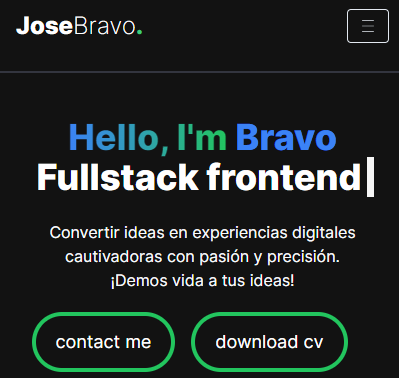 JoseBravo.
Hello, I'm Bravo
Fullstack frontend
Convertir ideas en experiencias digitales
cautivadoras con pasión y precisión.
¡Demos vida a tus ideas!
contact me
download cv